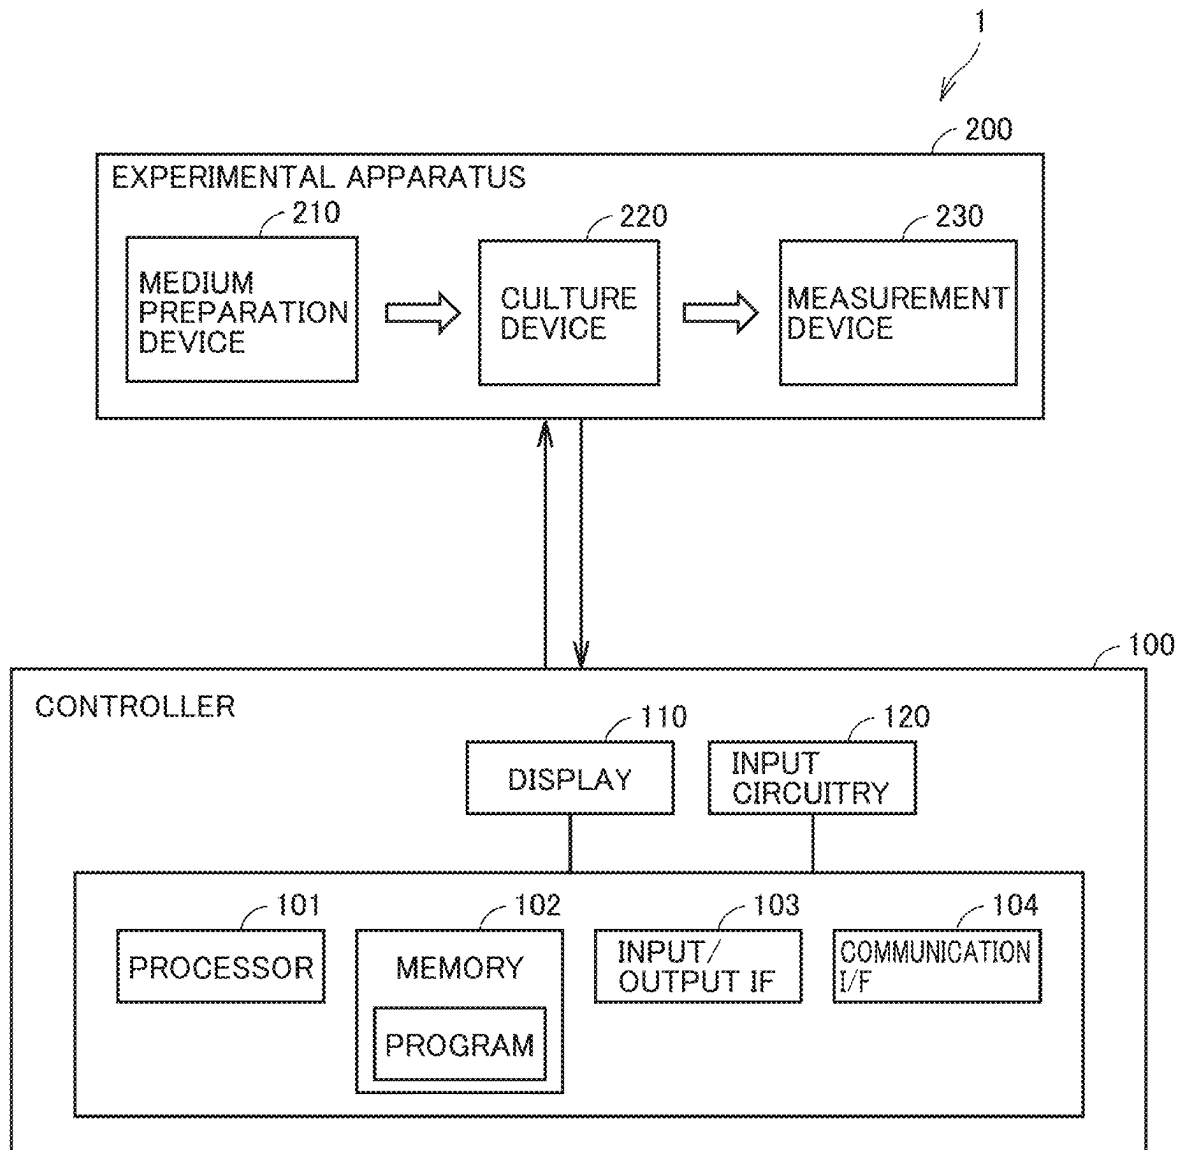 1
200
EXPERIMENTAL APPARATUS
210
220
230
MEDIUM
PREPARATION
DEVICE
CULTURE
DEVICE
MEASUREMENT
DEVICE
100
CONTROLLER
110
120
DISPLAY
INPUT
CIRCUITRY
101
102
103
104
PROCESSOR
MEMORY
INPUT/
OUTPUT IF
COMMUNICATION
I/F
PROGRAM